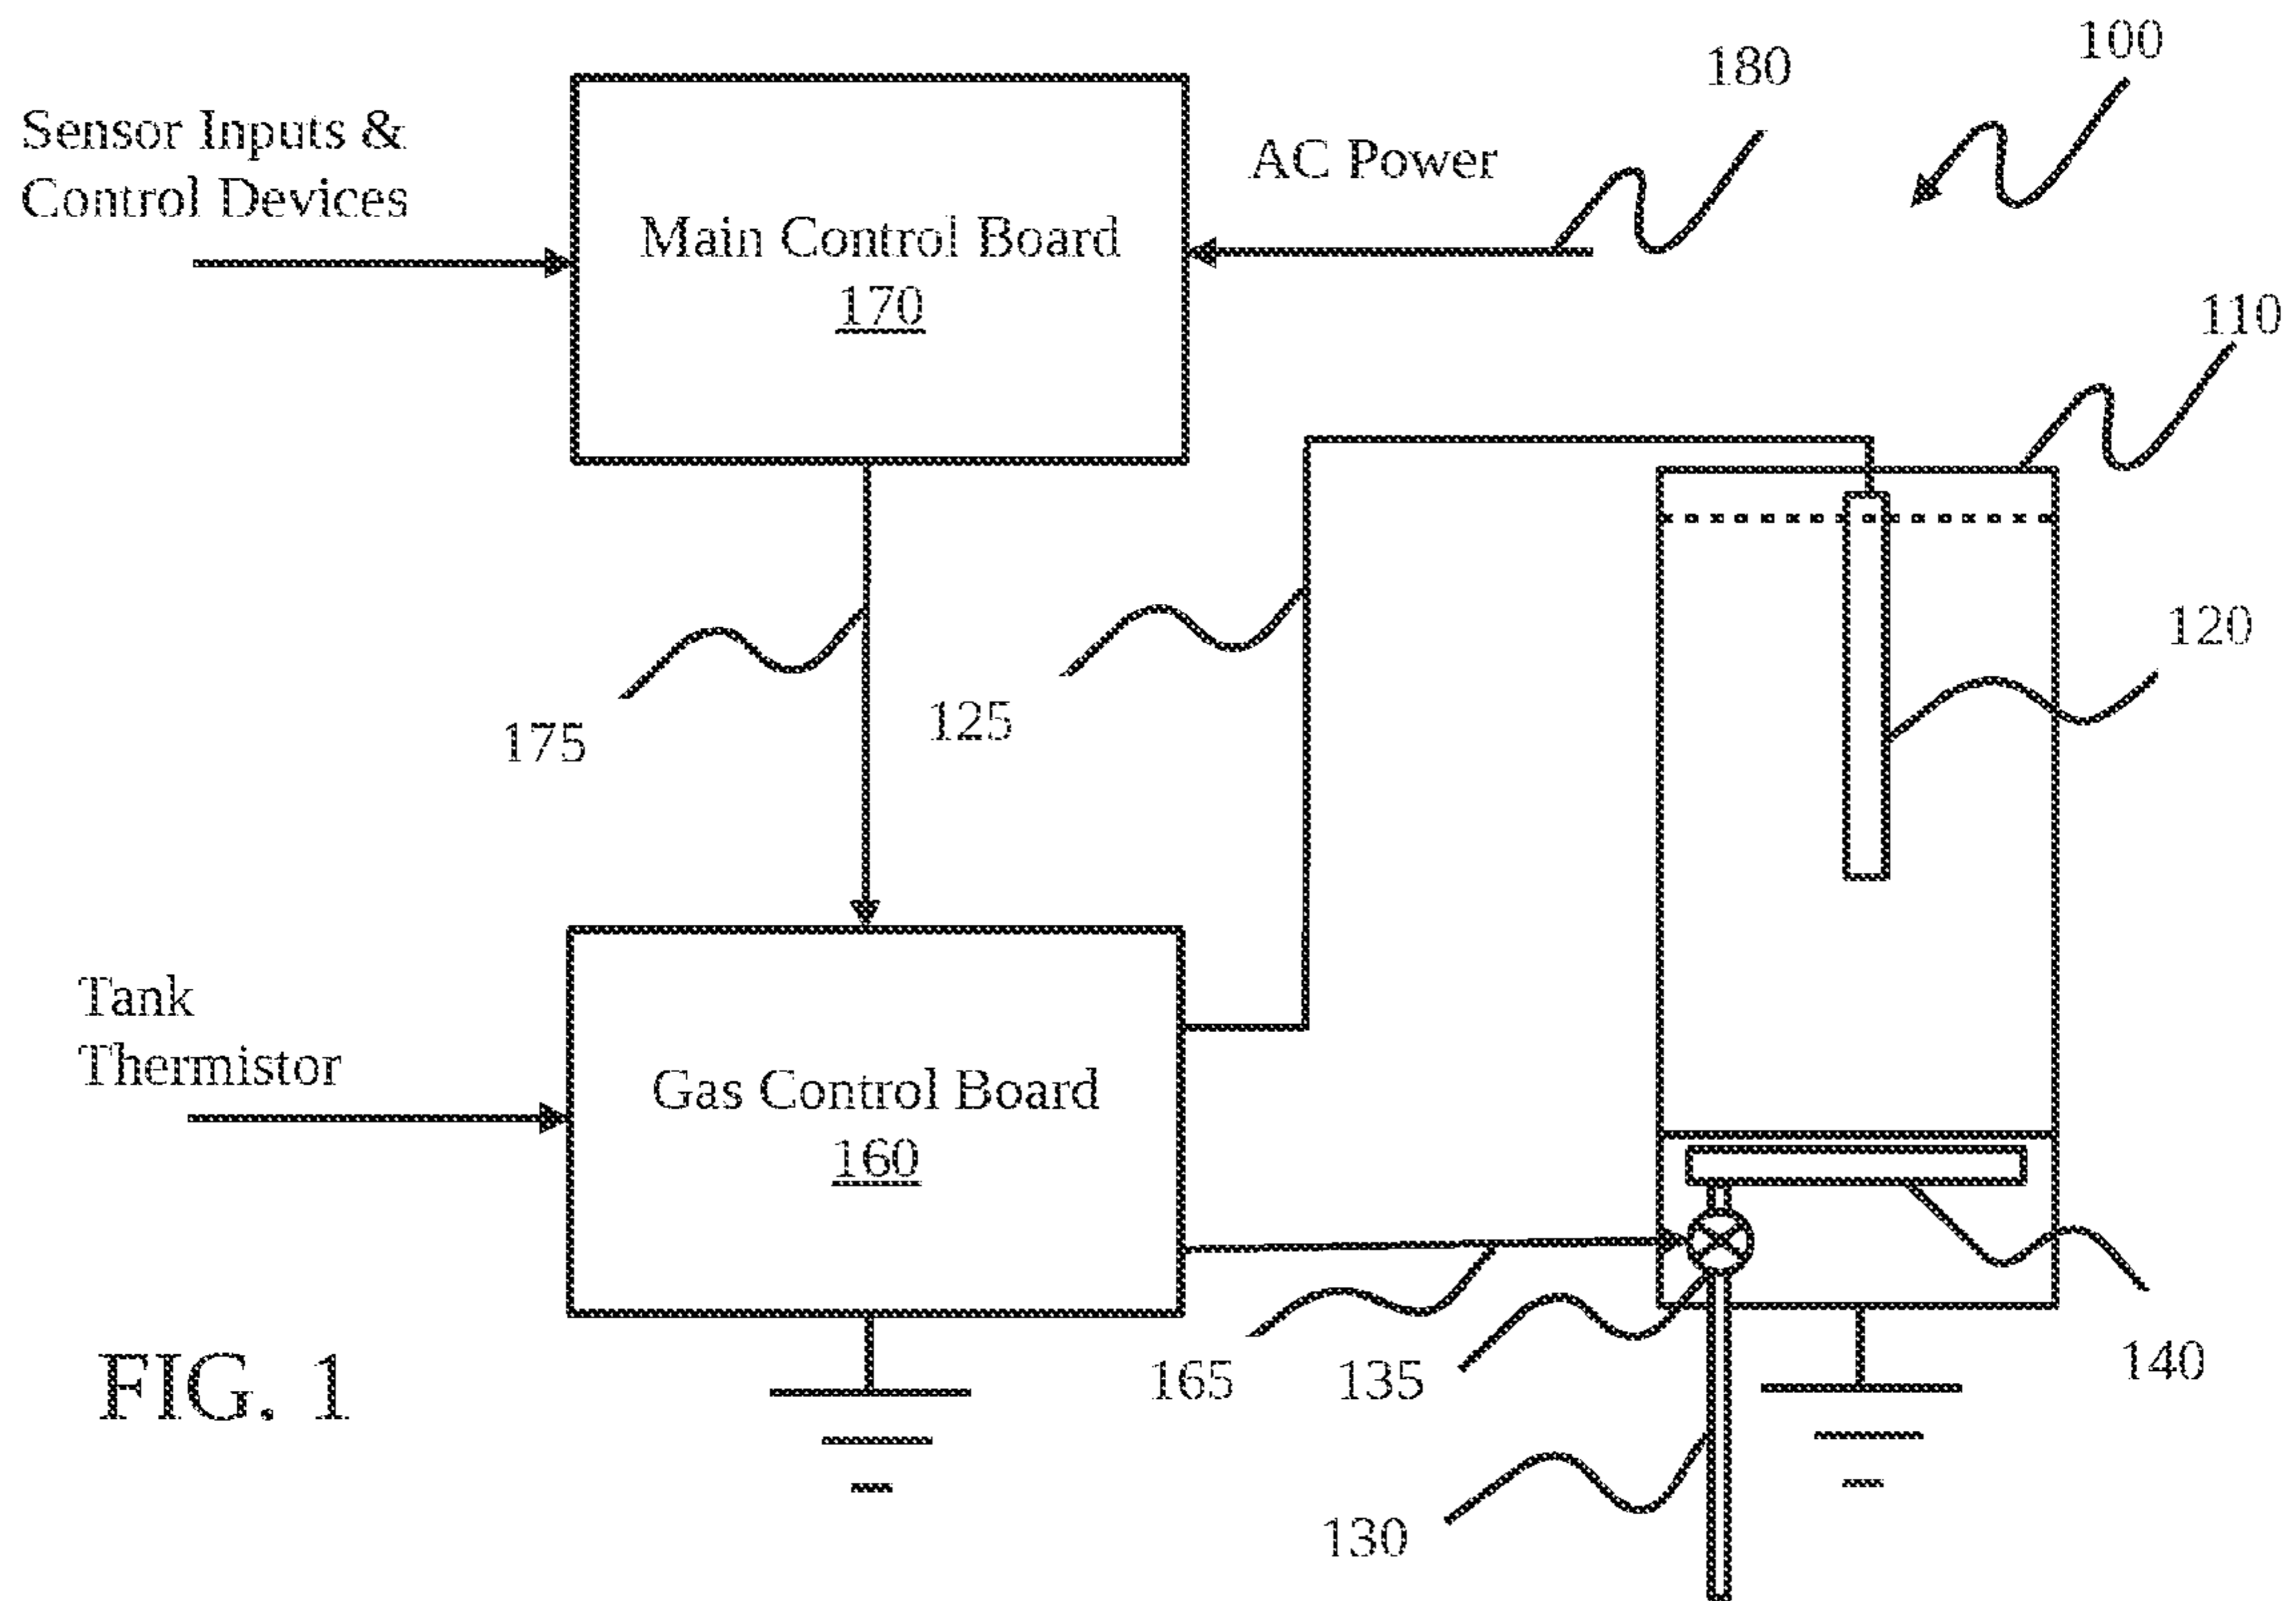 100
180
Sensor Inputs &
Control Devices
AC Power
Main Control Board
170
110
120
175
125
Tank
Thermistor
Gas Control Board
160
FIG. 1
165
135
140
130